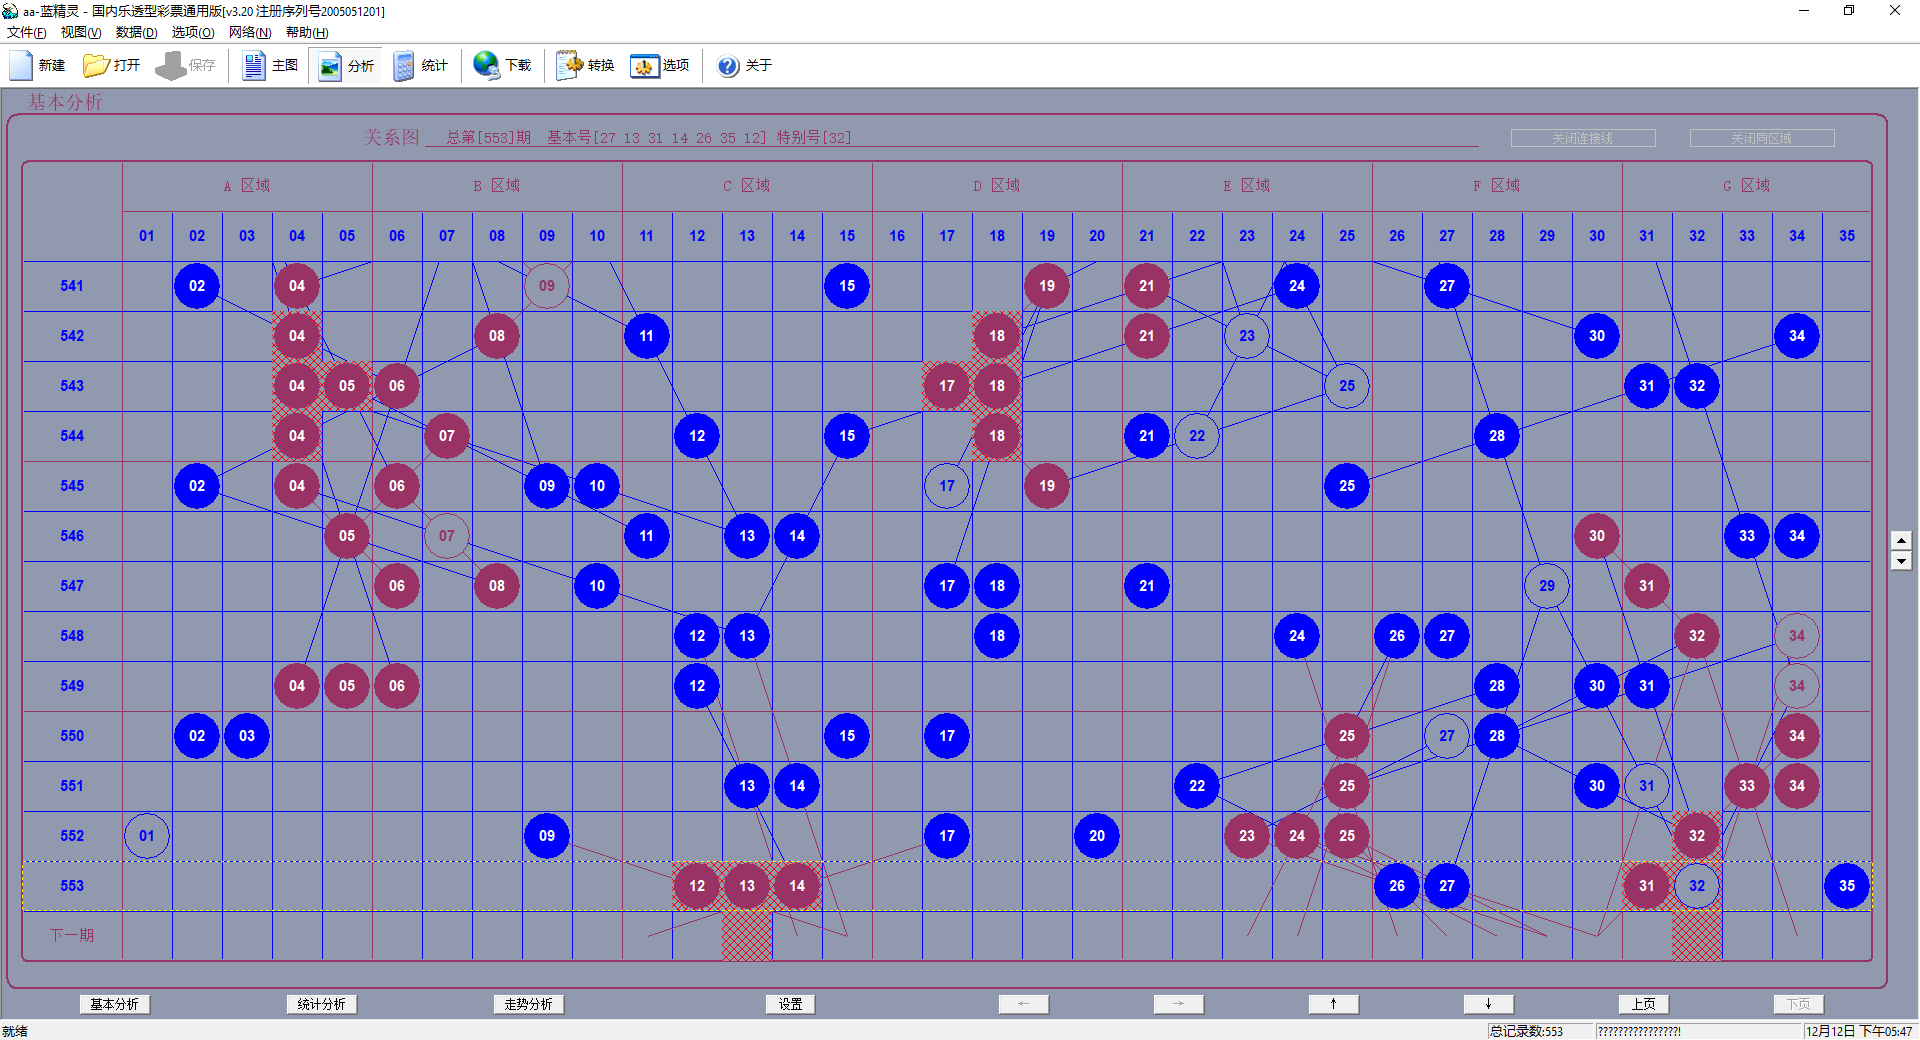 aa-蓝精灵 - 国内乐透型彩票通用版[v3.20 注册序列号2005051201]
文件(F) 视图(V) 数据(D) 选项(O) 网络(N) 帮助(H)
新建 打开 保存 主图 分析 统计 下载 转换 选项 关于
基本分析
关系图 总第[553]期 基本号[27 13 31 14 26 35 12] 特别号[32] 关闭连接线 关闭同区域
A 区域 B 区域 C 区域 D 区域 E 区域 F 区域 G 区域
01 02 03 04 05 06 07 08 09 10 11 12 13 14 15 16 17 18 19 20 21 22 23 24 25 26 27 28 29 30 31 32 33 34 35
541 02 04 09 15 19 21 24 27
542 04 08 11 18 21 23 30 34
543 04 05 06 17 18 25 31 32
544 04 07 12 15 18 21 22 28
545 02 04 06 09 10 17 19 25
546 05 07 11 13 14 30 33 34
547 06 08 10 17 18 21 29 31
548 12 13 18 24 26 27 32 34
549 04 05 06 12 28 30 31 34
550 02 03 15 17 25 27 28 34
551 13 14 22 25 30 31 33 34
552 01 09 17 20 23 24 25 32
553 12 13 14 26 27 31 32 35
下一期
基本分析 统计分析 走势分析 设置 ← → ↑ ↓ 上页 下页
就绪 总记录数:553 ????????????????! 12月12日 下午05:47